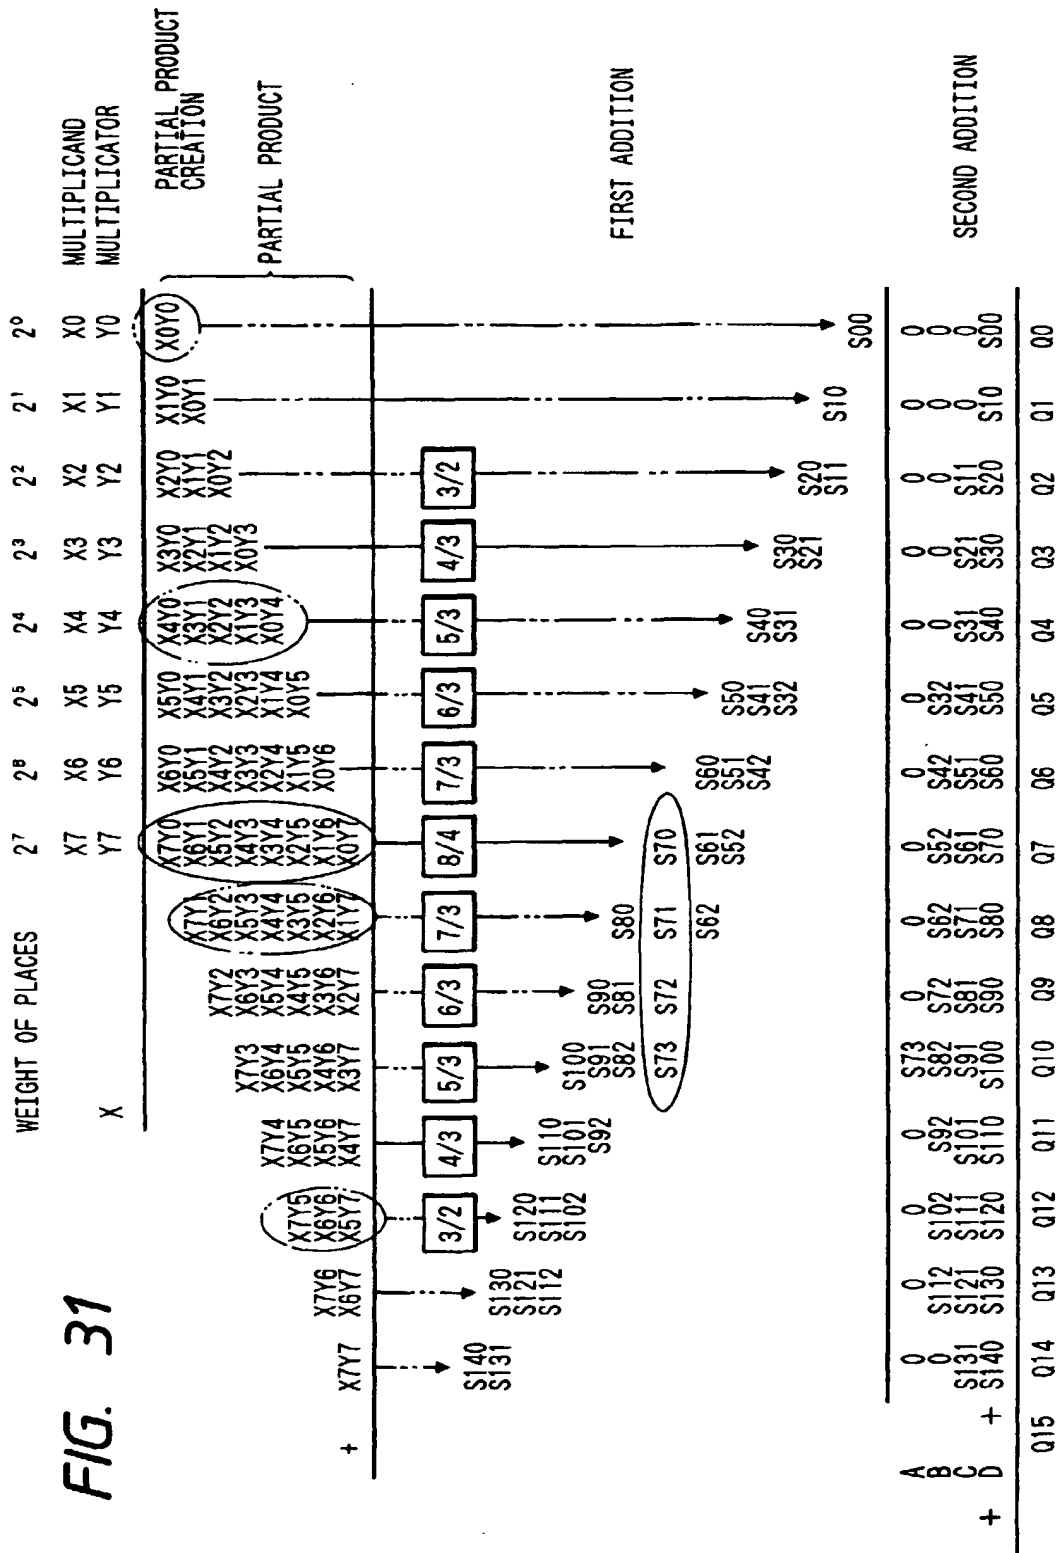 FIG. 31
WEIGHT OF PLACES 2⁷ 2⁸ 2⁵ 2⁴ 2³ 2² 2¹ 2⁰
X7 X6 X5 X4 X3 X2 X1 X0 MULTIPLICAND
X Y7 Y6 Y5 Y4 Y3 Y2 Y1 Y0 MULTIPLICATOR
X7Y0 X6Y0 X5Y0 X4Y0 X3Y0 X2Y0 X1Y0 X0Y0 PARTIAL PRODUCT
CREATION
X7Y1 X6Y1 X5Y1 X4Y1 X3Y1 X2Y1 X1Y1 X0Y1
X7Y2 X6Y2 X5Y2 X4Y2 X3Y2 X2Y2 X1Y2 X0Y2
X7Y3 X6Y3 X5Y3 X4Y3 X3Y3 X2Y3 X1Y3 X0Y3
X7Y4 X6Y4 X5Y4 X4Y4 X3Y4 X2Y4 X1Y4 X0Y4 PARTIAL PRODUCT
X7Y5 X6Y5 X5Y5 X4Y5 X3Y5 X2Y5 X1Y5 X0Y5
X7Y6 X6Y6 X5Y6 X4Y6 X3Y6 X2Y6 X1Y6 X0Y6
+ X7Y7 X6Y7 X5Y7 X4Y7 X3Y7 X2Y7 X1Y7 X0Y7
3/2 4/3 5/3 6/3 7/3 8/4 7/3 6/3 5/3 4/3 3/2
S140
S131
S130
S121
S112
S120
S111
S102
S110
S101
S92
S100
S91
S82
S90
S81
S80
S73 S72 S71 S70
S62
S61
S52
S60
S51
S42
S50
S41
S32
S40
S31
S30
S21
S20
S11
S10
S00
FIRST ADDITION
A 0 0 0 0 S73 0 0 0 0 0 0 0 0 0 0
B 0 S112 S102 S92 S82 S72 S62 S52 S42 S32 0 0 0 0 0
C S131 S121 S111 S101 S91 S81 S71 S61 S51 S41 S31 S21 S11 0 0
+ D + S140 S130 S120 S110 S100 S90 S80 S70 S60 S50 S40 S30 S20 S10 S00
SECOND ADDITION
Q15 Q14 Q13 Q12 Q11 Q10 Q9 Q8 Q7 Q6 Q5 Q4 Q3 Q2 Q1 Q0